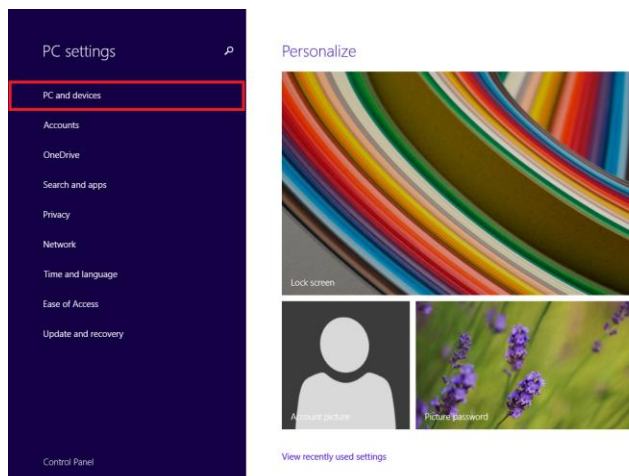 PC settings
PC and devices
Accounts
OneDrive
Search and apps
Privacy
Network
Time and language
Ease of Access
Update and recovery
Control Panel
Personalize
Lock screen
Account picture
Picture password
View recently used settings